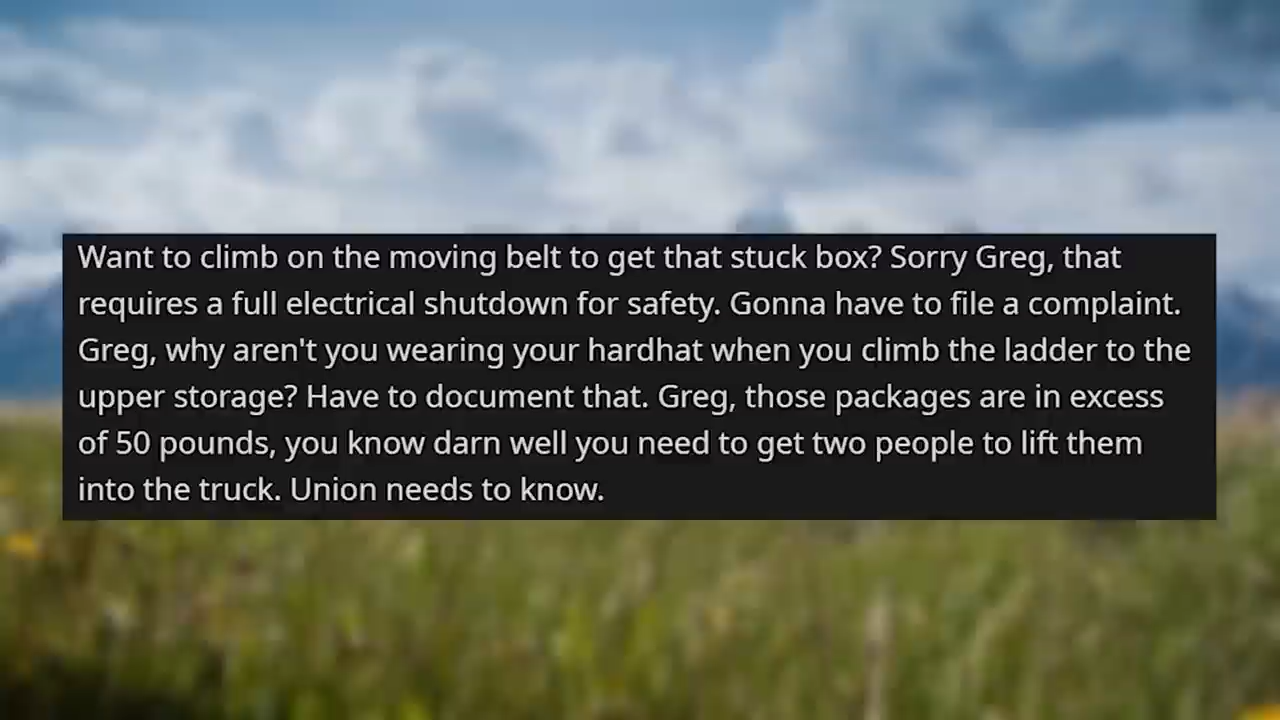 Want to climb on the moving belt to get that stuck box? Sorry Greg, that
requires a full electrical shutdown for safety. Gonna have to file a complaint.
Greg, why aren't you wearing your hardhat when you climb the ladder to the
upper storage? Have to document that. Greg, those packages are in excess
of 50 pounds, you know darn well you need to get two people to lift them
into the truck. Union needs to know.